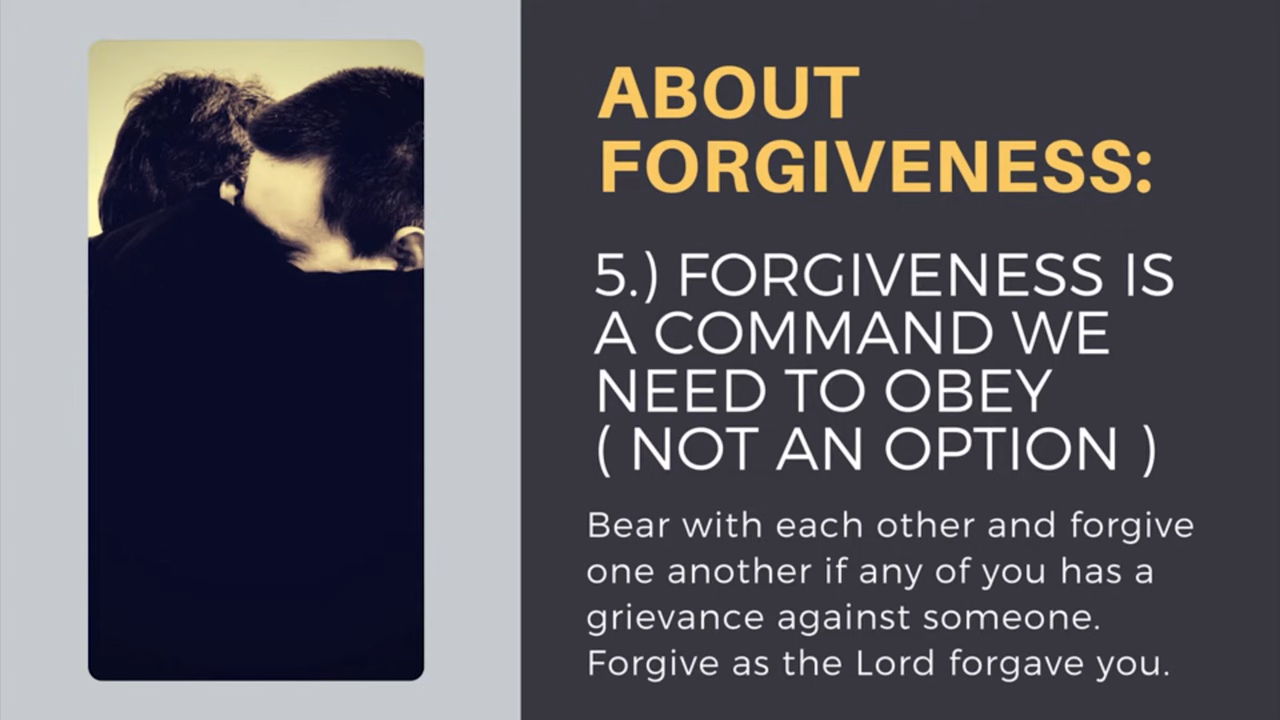 ABOUT
FORGIVENESS:
5.) FORGIVENESS IS
A COMMAND WE
NEED TO OBEY
( NOT AN OPTION )
Bear with each other and forgive
one another if any of you has a
grievance against someone.
Forgive as the Lord forgave you.